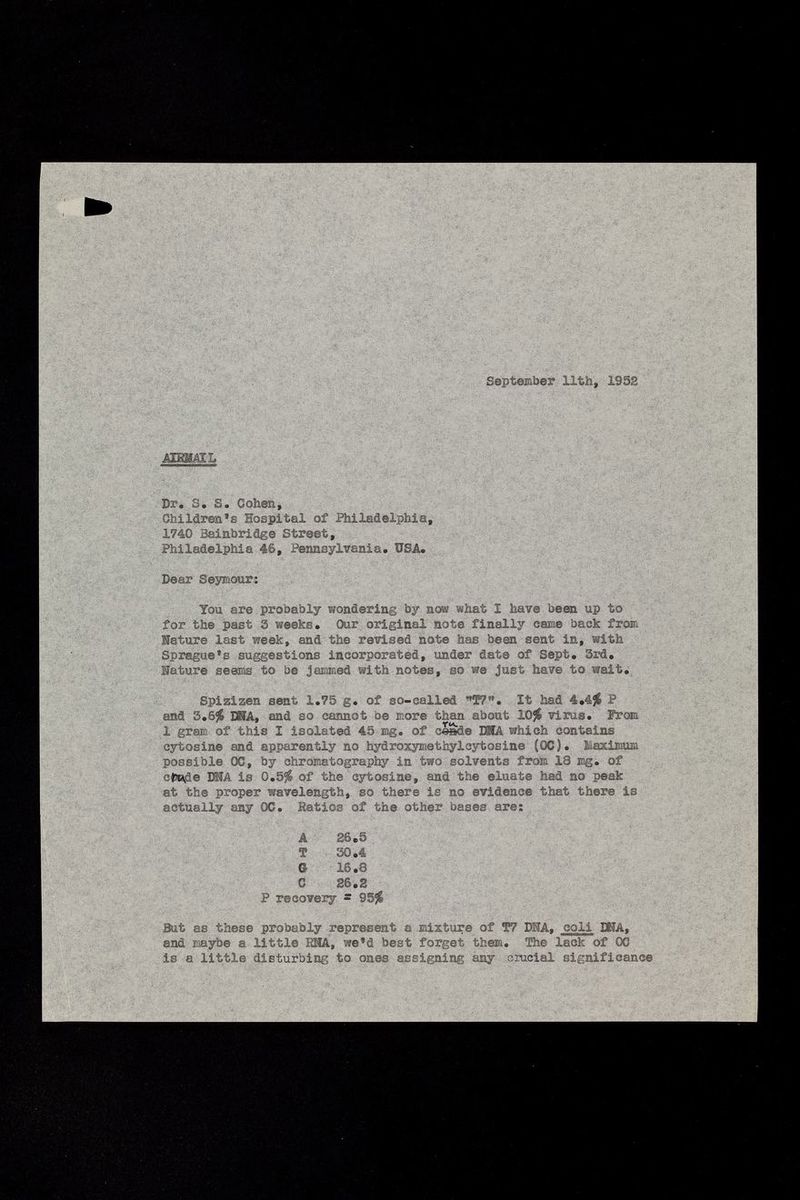 September 11th, 1952
AIRMAIL
Dr. S. S. Cohen,
Children's Hospital of Philadelphia,
1740 Bainbridge Street,
Philadelphia 46, Pennsylvania. USA.
Dear Seymour:
You are probably wondering by now what I have been up to
for the past 3 weeks. Our original note finally came back from
Nature last week, and the revised note has been sent in, with
Sprague's suggestions incorporated, under date of Sept. 3rd.
Nature seems to be jammed with notes, so we just have to wait.
Spizizen sent 1.75 g. of so-called "T7". It had 4.4% P
and 3.6% DNA, and so cannot be more than about 10% virus. From
1 gram of this I isolated 45 mg. of crude DNA which contains
cytosine and apparently no hydroxymethylcytosine (OC). Maximum
possible OC, by chromatography in two solvents from 18 mg. of
crude DNA is 0.5% of the cytosine, and the eluate had no peak
at the proper wavelength, so there is no evidence that there is
actually any OC. Ratios of the other bases are:
A 26.5
T 30.4
G 16.8
C 26.2
P recovery = 95%
But as these probably represent a mixture of T7 DNA, coli DNA,
and maybe a little RNA, we'd best forget them. The lack of OC
is a little disturbing to ones assigning any crucial significance